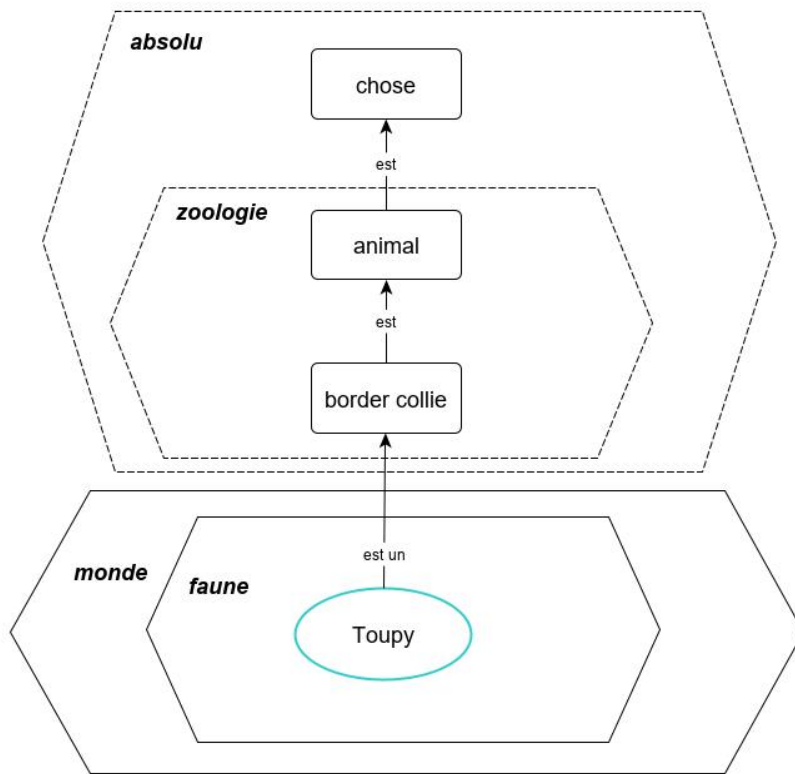 absolu
chose
est
zoologie
animal
est
border collie
est un
monde
faune
Toupy